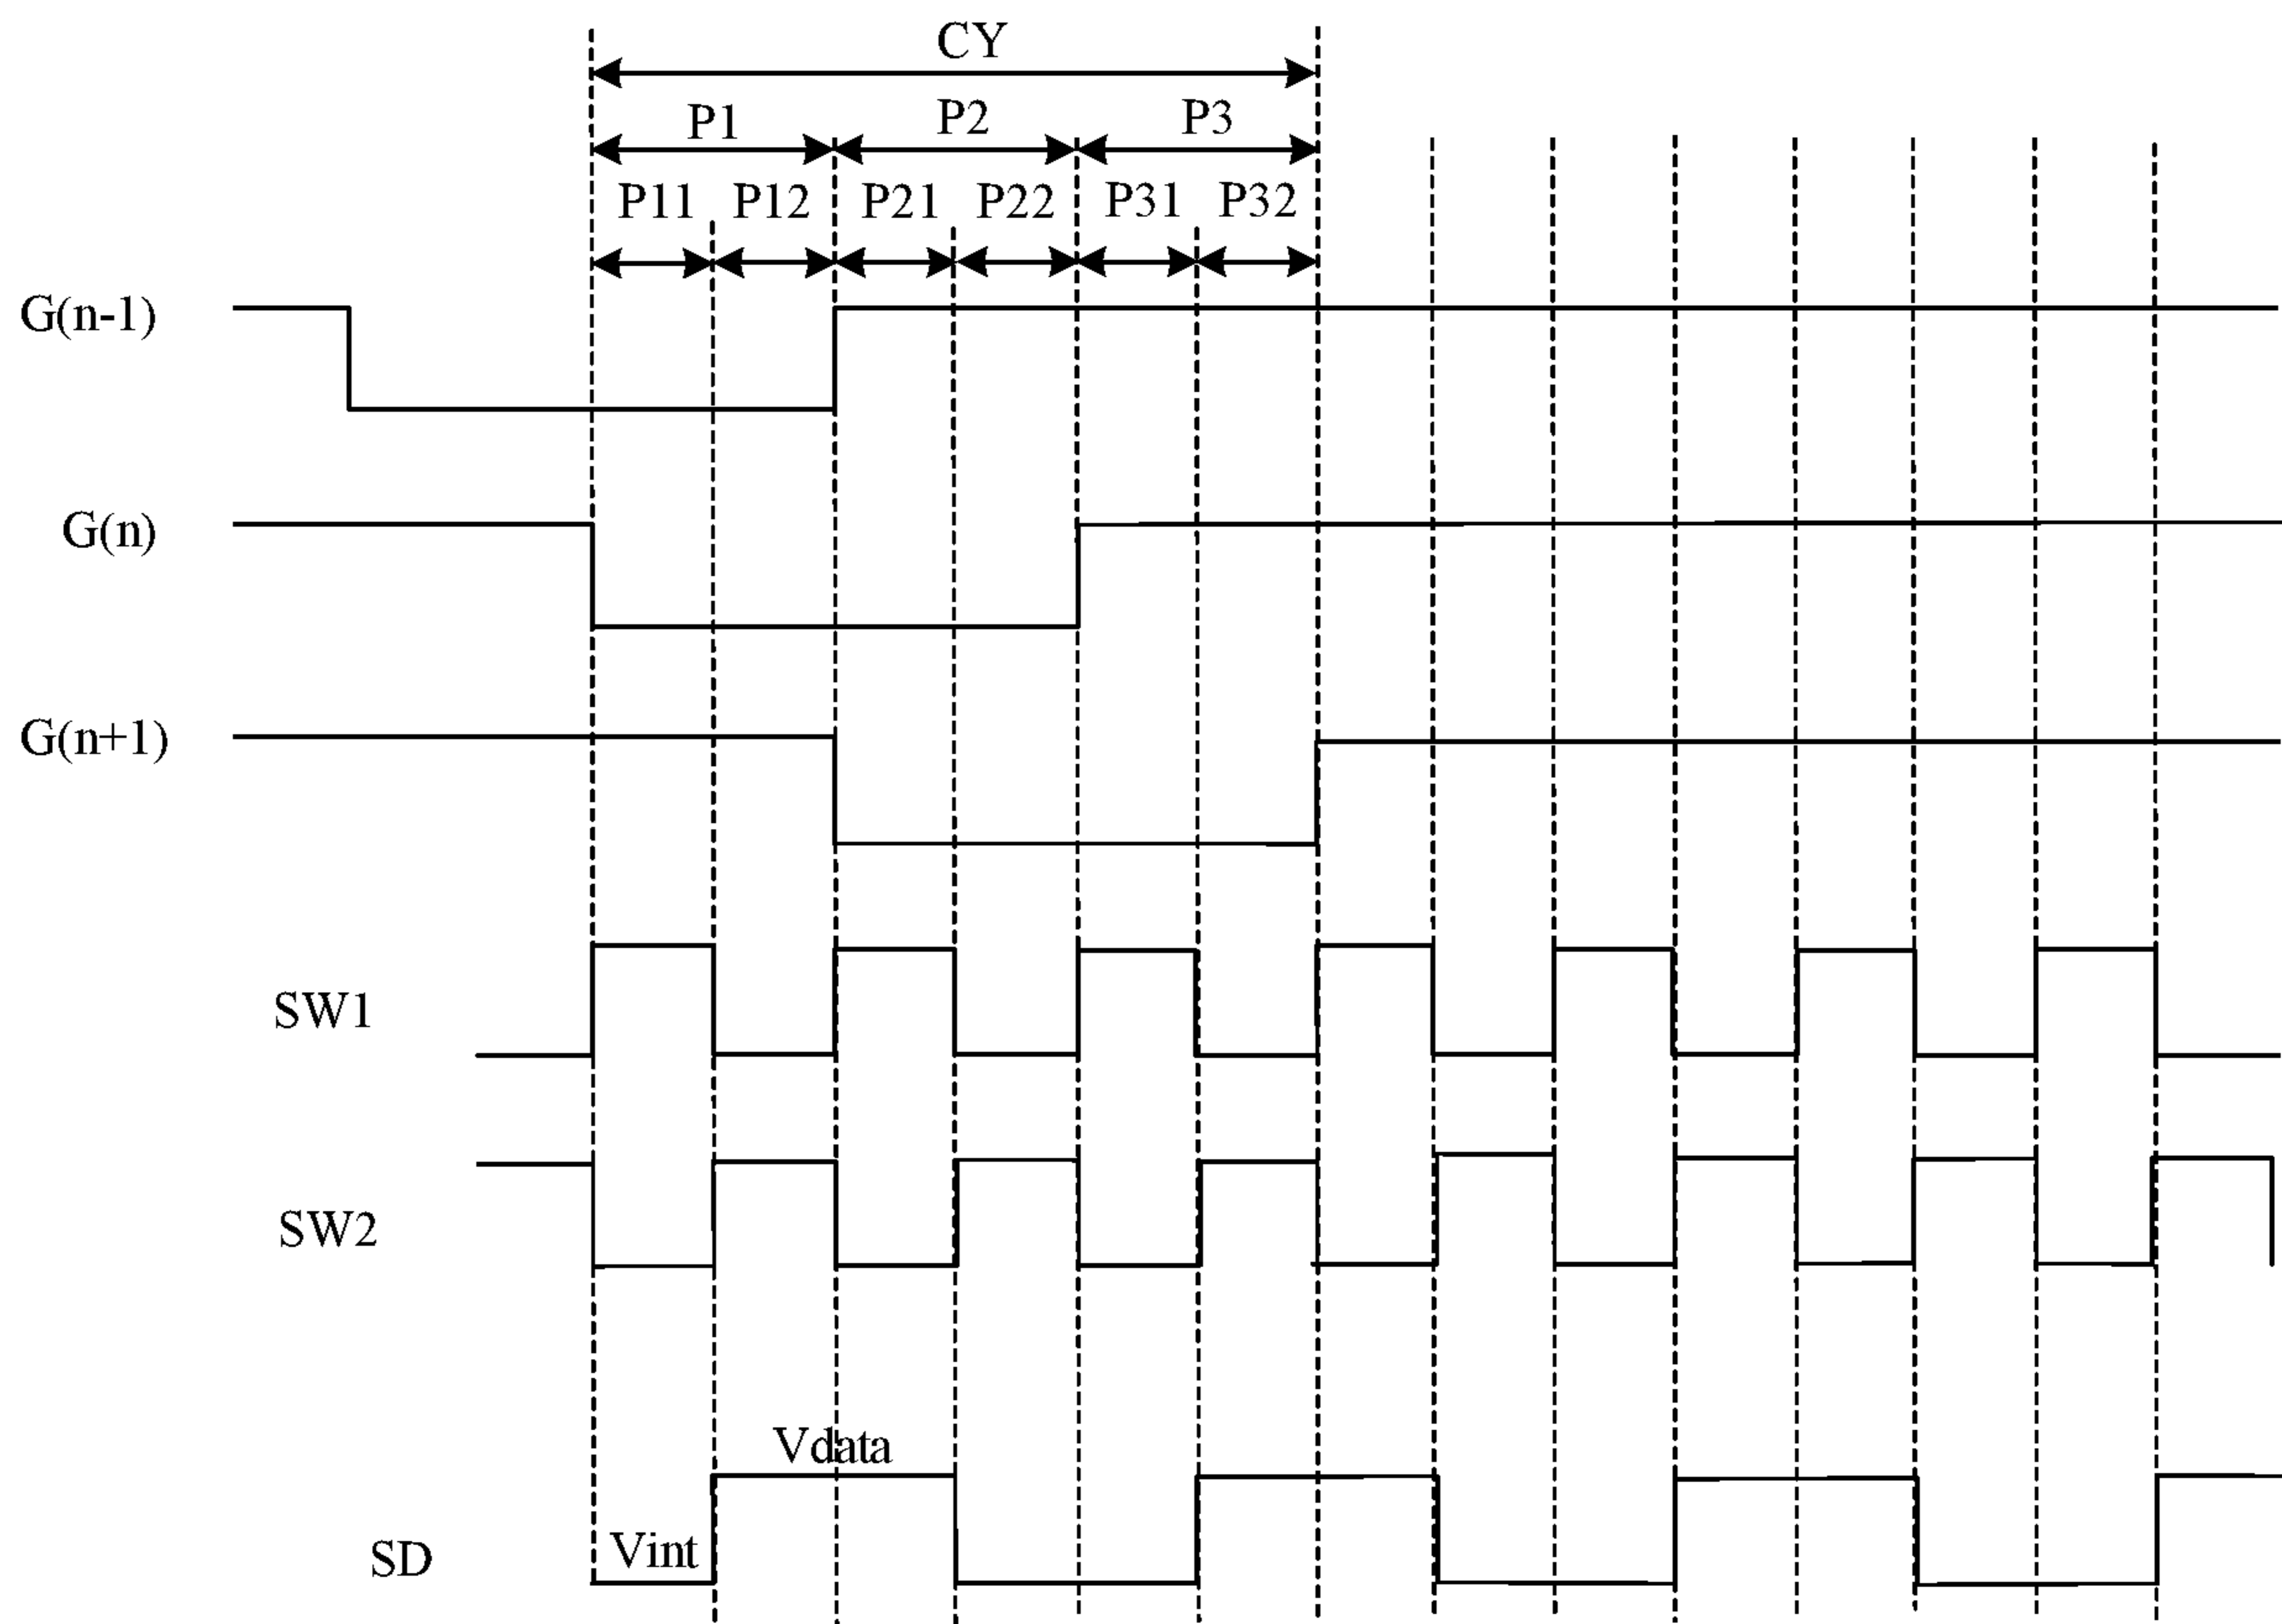 CY
P1 P2 P3
P11 P12 P21 P22 P31 P32
G(n-1)
G(n)
G(n+1)
SW1
SW2
Vdata
Vint
SD